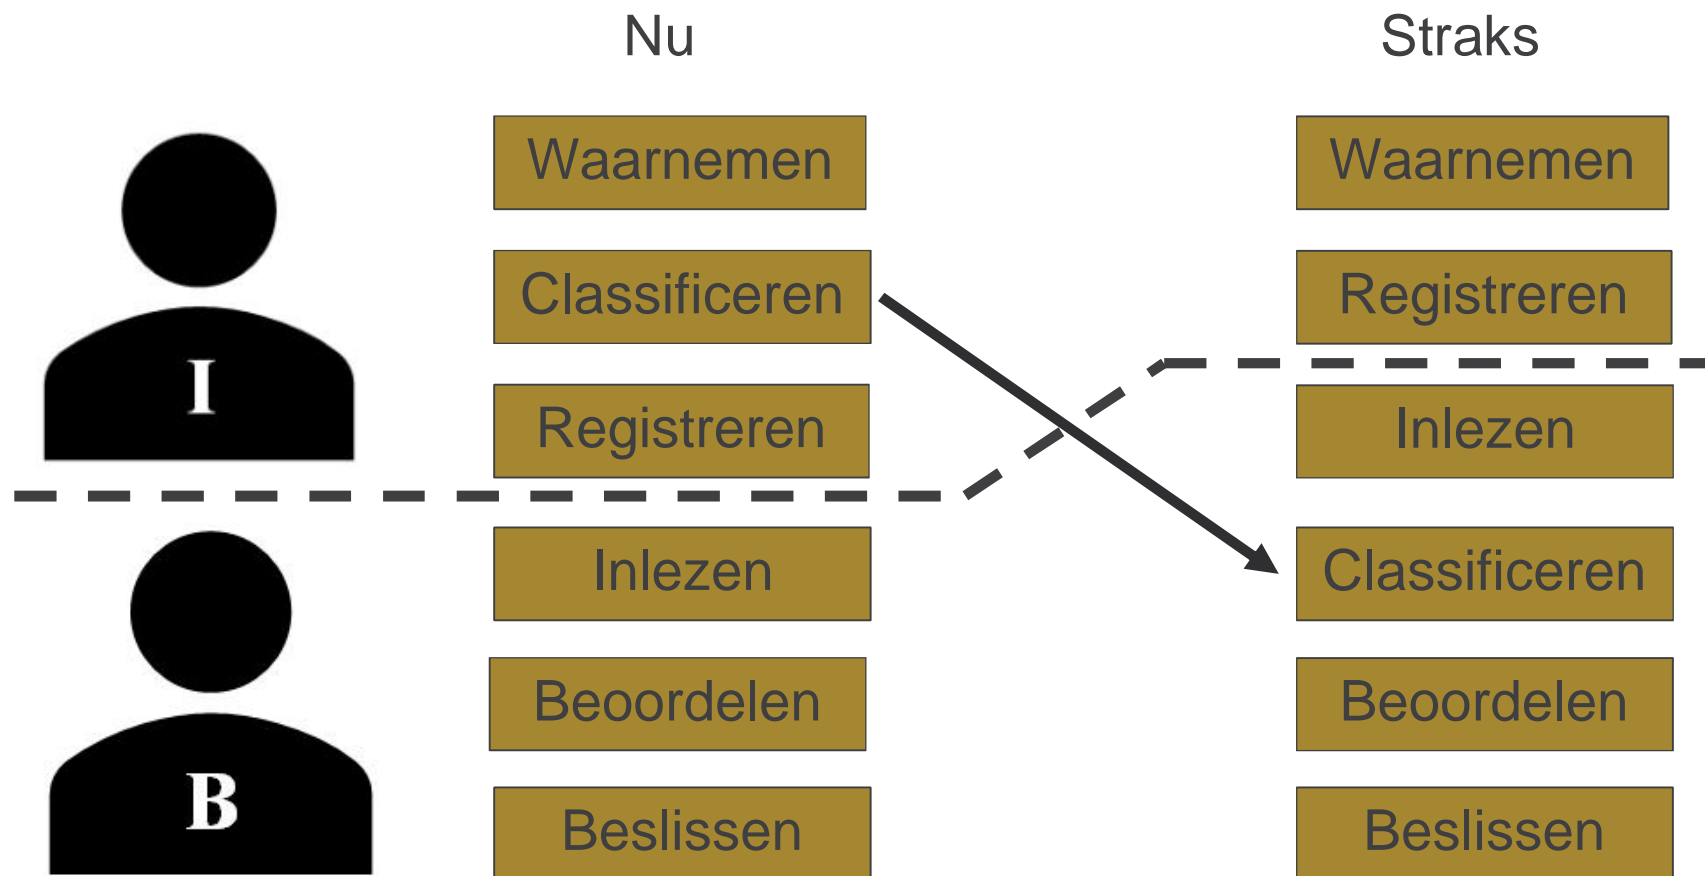 Nu Straks
Waarnemen Waarnemen
Classificeren Registreren
I
Registreren Inlezen
Inlezen Classificeren
Beoordelen Beoordelen
B
Beslissen Beslissen